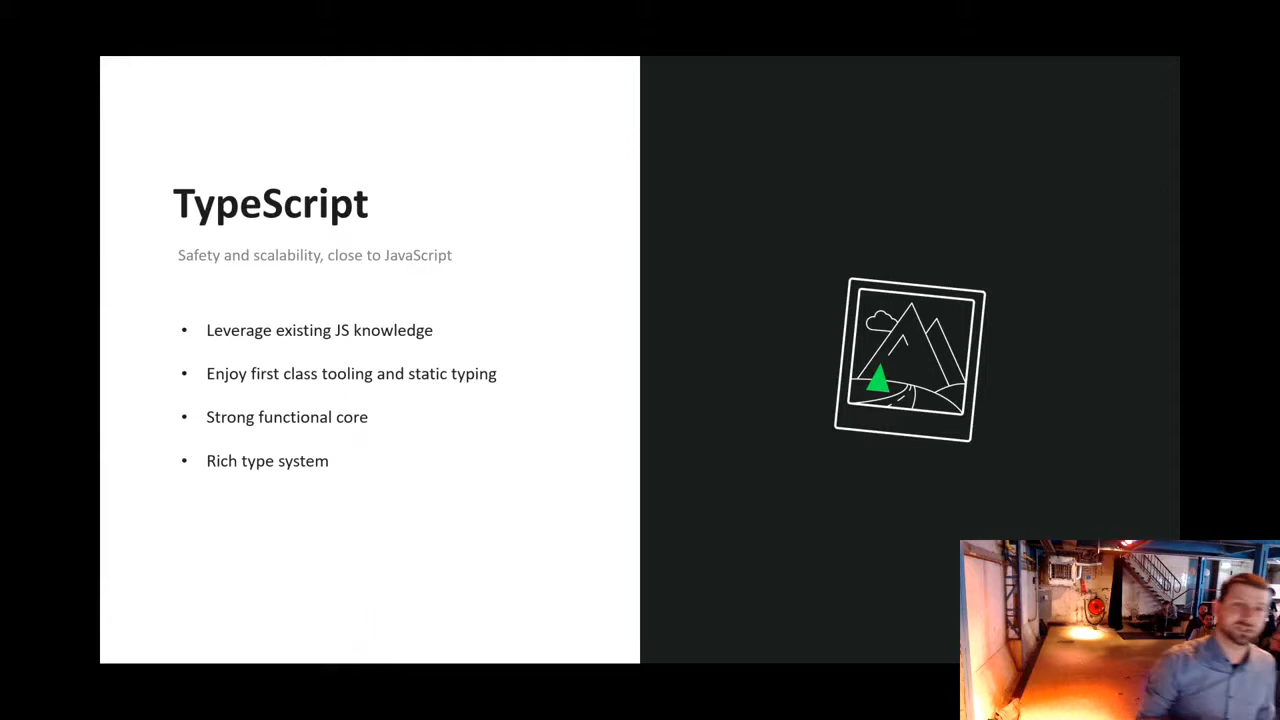 TypeScript
Safety and scalability, close to JavaScript
• Leverage existing JS knowledge
• Enjoy first class tooling and static typing
• Strong functional core
• Rich type system